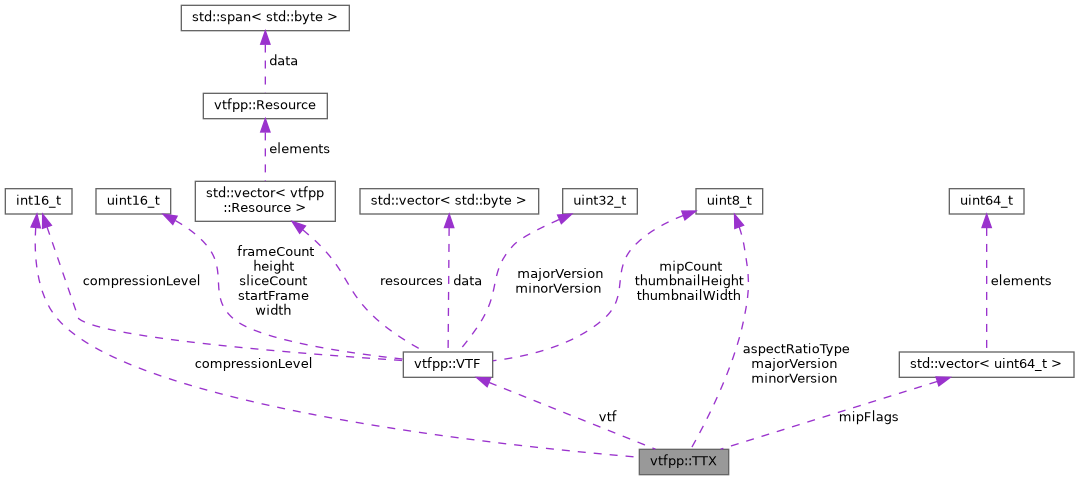 std::span< std::byte >
data
vtfpp::Resource
elements
int16_t
uint16_t
std::vector< vtfpp
::Resource >
std::vector< std::byte >
uint32_t
uint8_t
uint64_t
compressionLevel
frameCount
height
sliceCount
startFrame
width
resources
data
majorVersion
minorVersion
mipCount
thumbnailHeight
thumbnailWidth
elements
compressionLevel
vtfpp::VTF
aspectRatioType
majorVersion
minorVersion
std::vector< uint64_t >
vtf
mipFlags
vtfpp::TTX